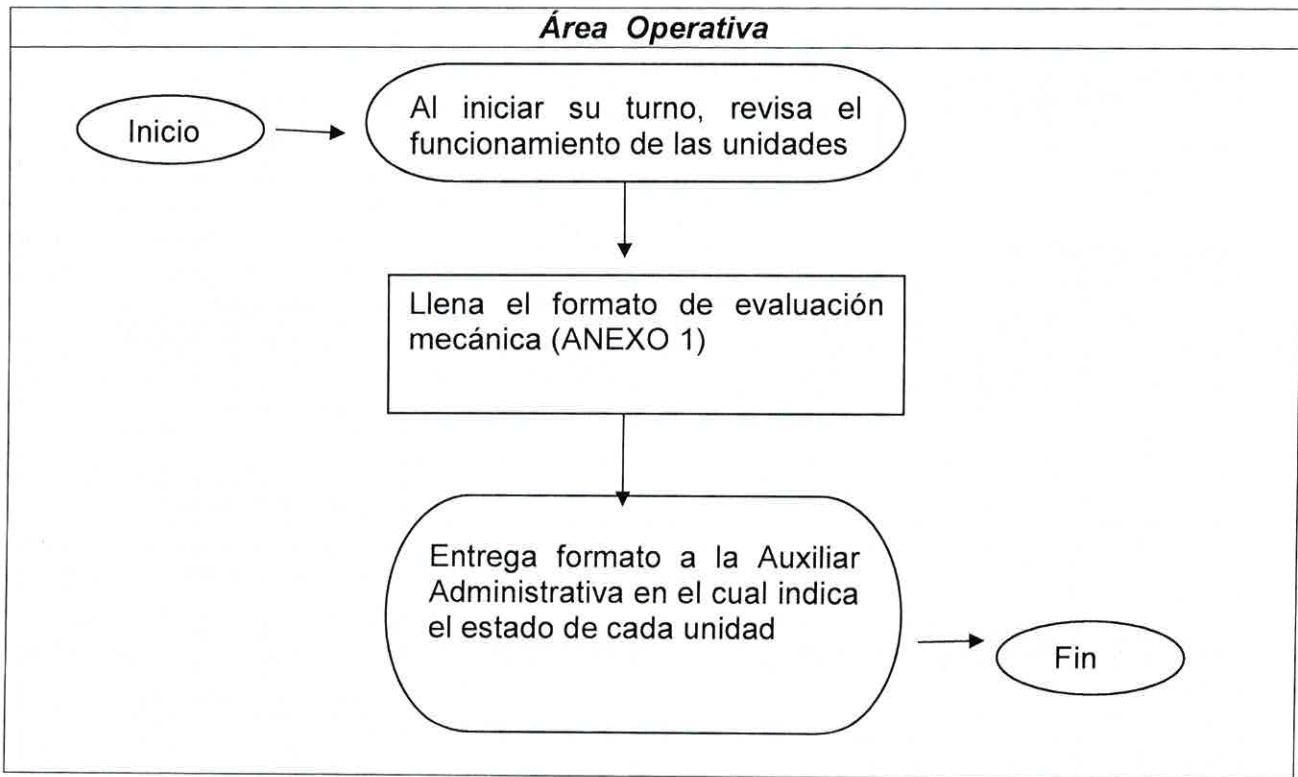 Área Operativa
Inicio
Al iniciar su turno, revisa el
funcionamiento de las unidades
Llena el formato de evaluación
mecánica (ANEXO 1)
Entrega formato a la Auxiliar
Administrativa en el cual indica
el estado de cada unidad
Fin